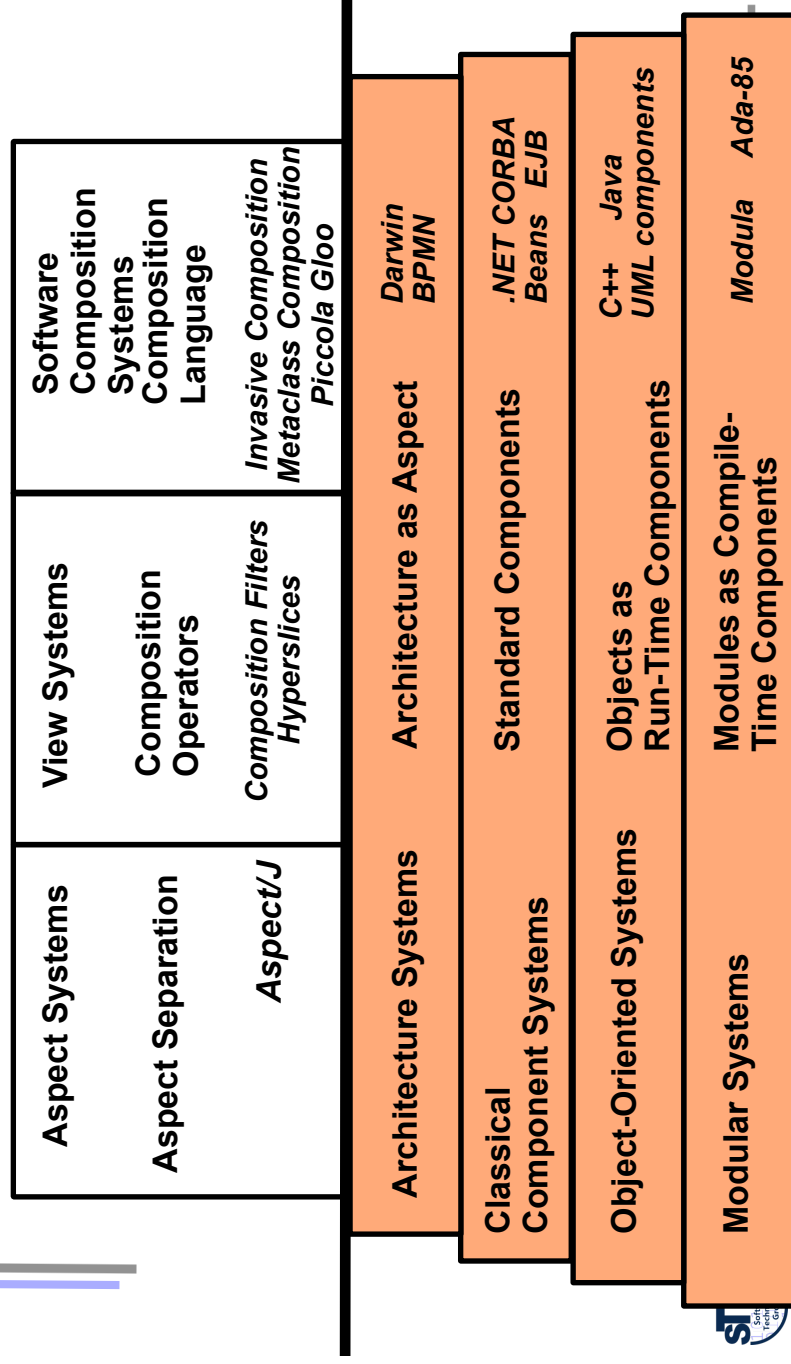 Aspect Systems
Aspect Separation
Aspect/J
View Systems
Composition
Operators
Composition Filters
Hyperslices
Software
Composition
Systems
Composition
Language
Invasive Composition
Metaclass Composition
Piccola Gloo
Architecture Systems
Architecture as Aspect
Darwin
BPMN
Classical
Component Systems
Standard Components
.NET CORBA
Beans EJB
Object-Oriented Systems
Objects as
Run-Time Components
C++ Java
UML components
Modular Systems
Modules as Compile-
Time Components
Modula Ada-85
ST